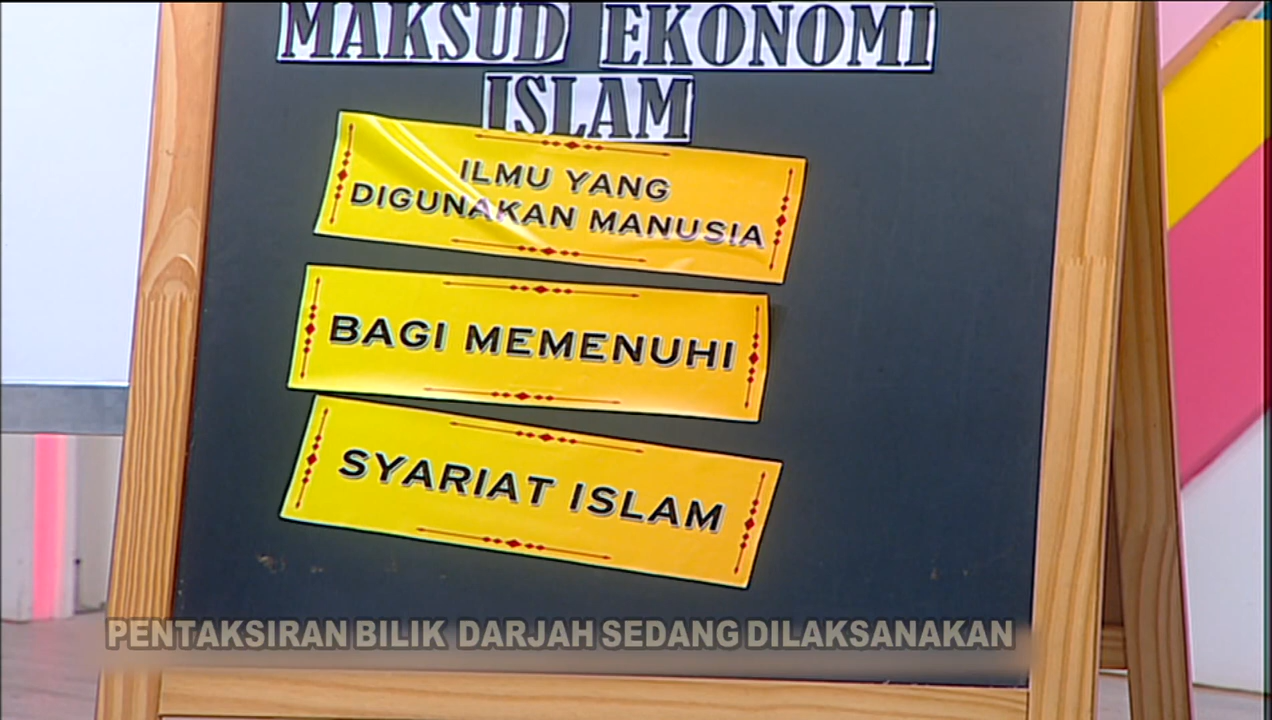 MAKSUD EKONOMI
ISLAM
ILMU YANG
DIGUNAKAN MANUSIA
BAGI MEMENUHI
SYARIAT ISLAM
PENTAKSIRAN BILIK DARJAH SEDANG DILAKSANAKAN